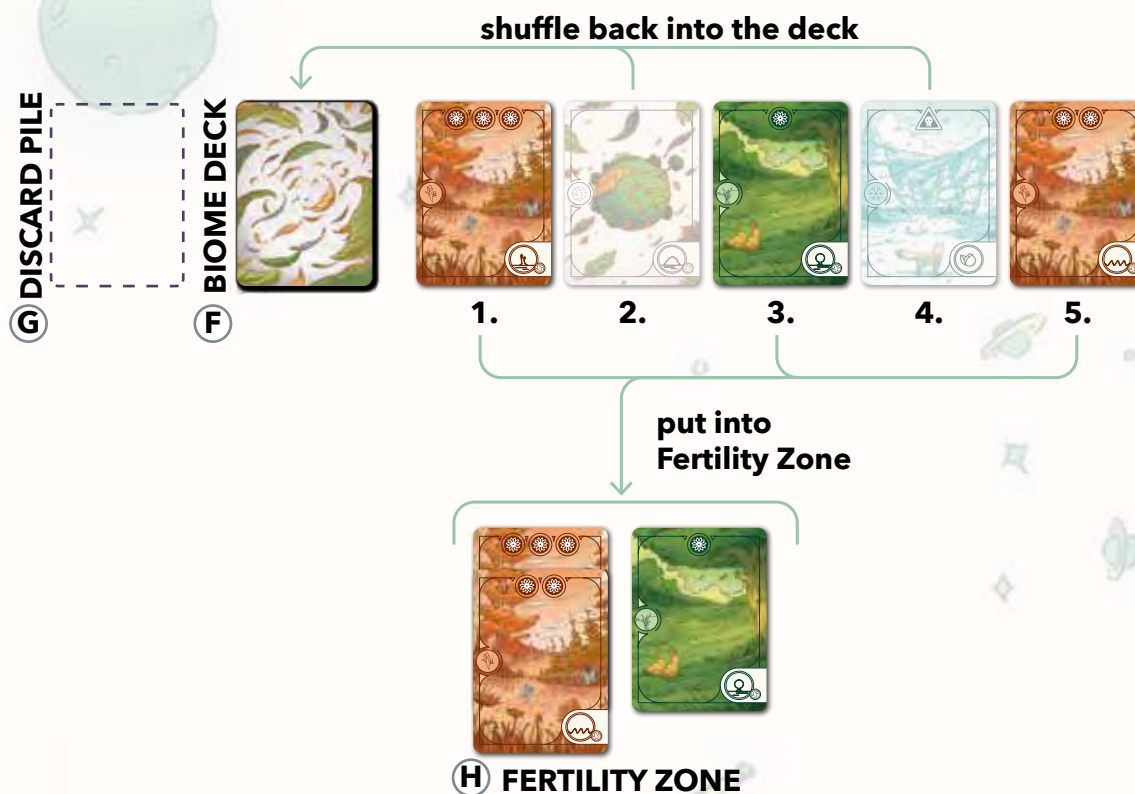 shuffle back into the deck
G DISCARD PILE
F BIOME DECK
1.
2.
3.
4.
5.
put into
Fertility Zone
H FERTILITY ZONE